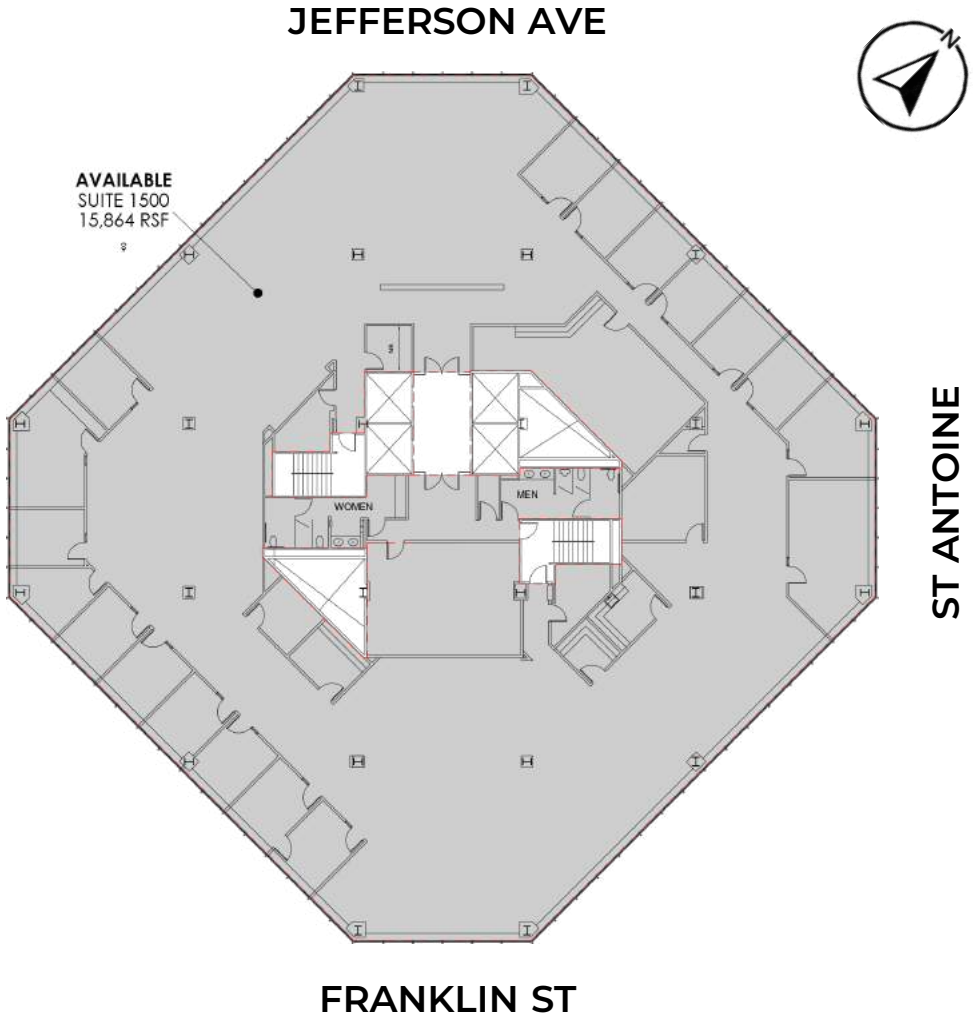 JEFFERSON AVE
N
AVAILABLE
SUITE 1500
15,864 RSF
WOMEN
MEN
ST ANTOINE
FRANKLIN ST